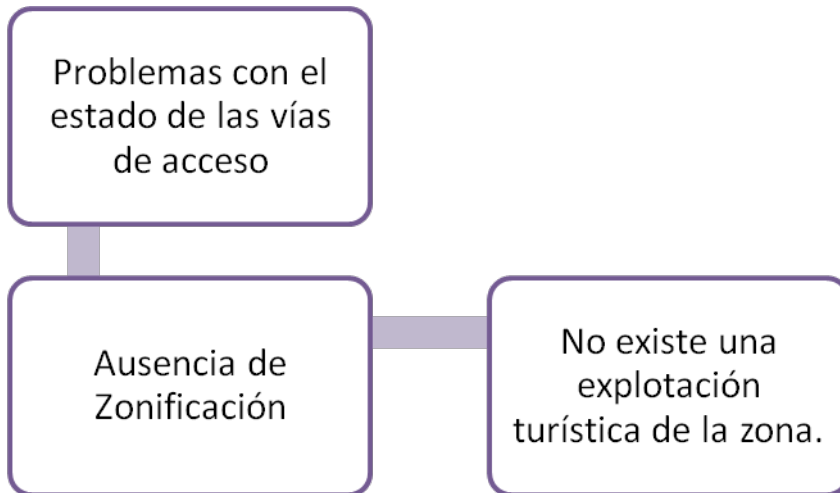 Problemas con el
estado de las vías
de acceso
Ausencia de
Zonificación
No existe una
explotación
turística de la zona.